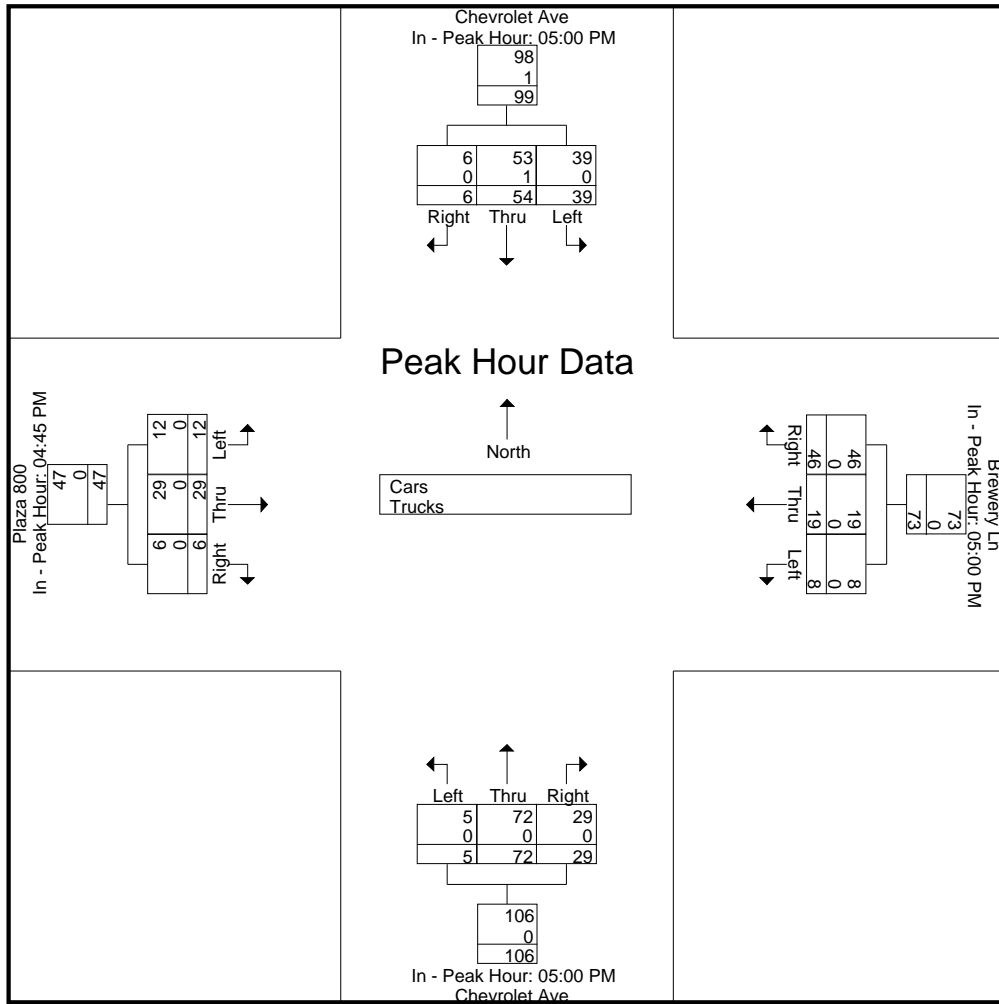 Chevrolet Ave
In - Peak Hour: 05:00 PM
98
1
99
6 53 39
0 1 0
6 54 39
Right Thru Left
Peak Hour Data
North
Cars
Trucks
Plaza 800
In - Peak Hour: 04:45 PM
47
0
47
12 0 12
29 0 29
6 0 6
Left
Thru
Right
Brewery Ln
In - Peak Hour: 05:00 PM
73
0
73
46 0 46
19 0 19
8 0 8
Right
Thru
Left
Left Thru Right
5 72 29
0 0 0
5 72 29
106
0
106
In - Peak Hour: 05:00 PM
Chevrolet Ave